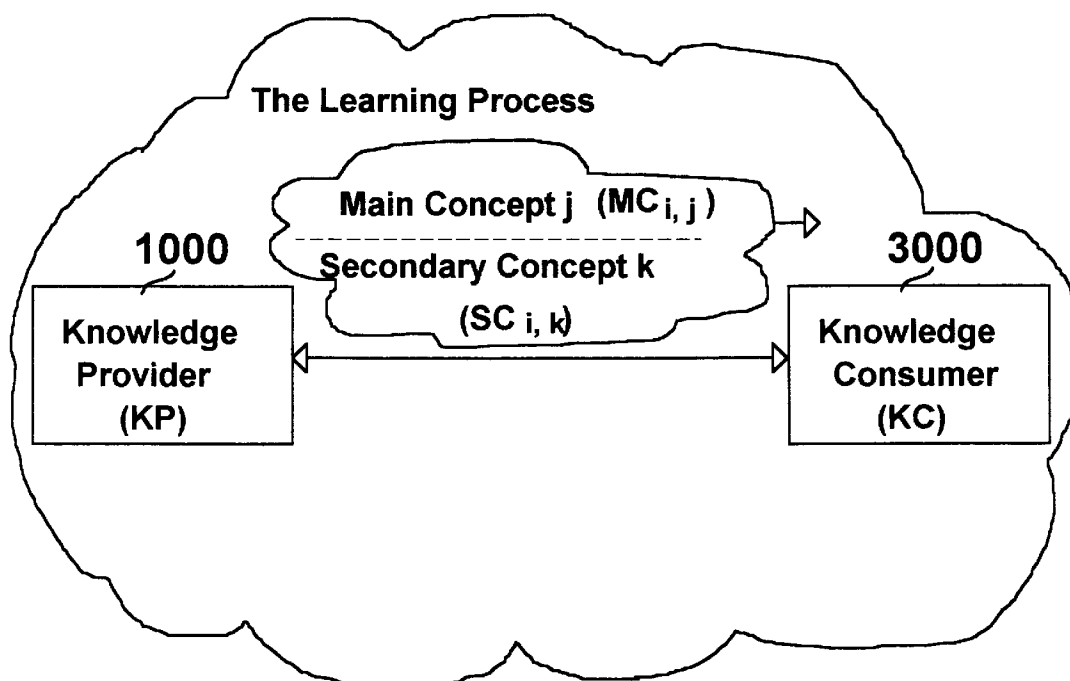 The Learning Process
Main Concept j (MC i, j)
Secondary Concept k
(SC i, k)
1000
Knowledge
Provider
(KP)
3000
Knowledge
Consumer
(KC)